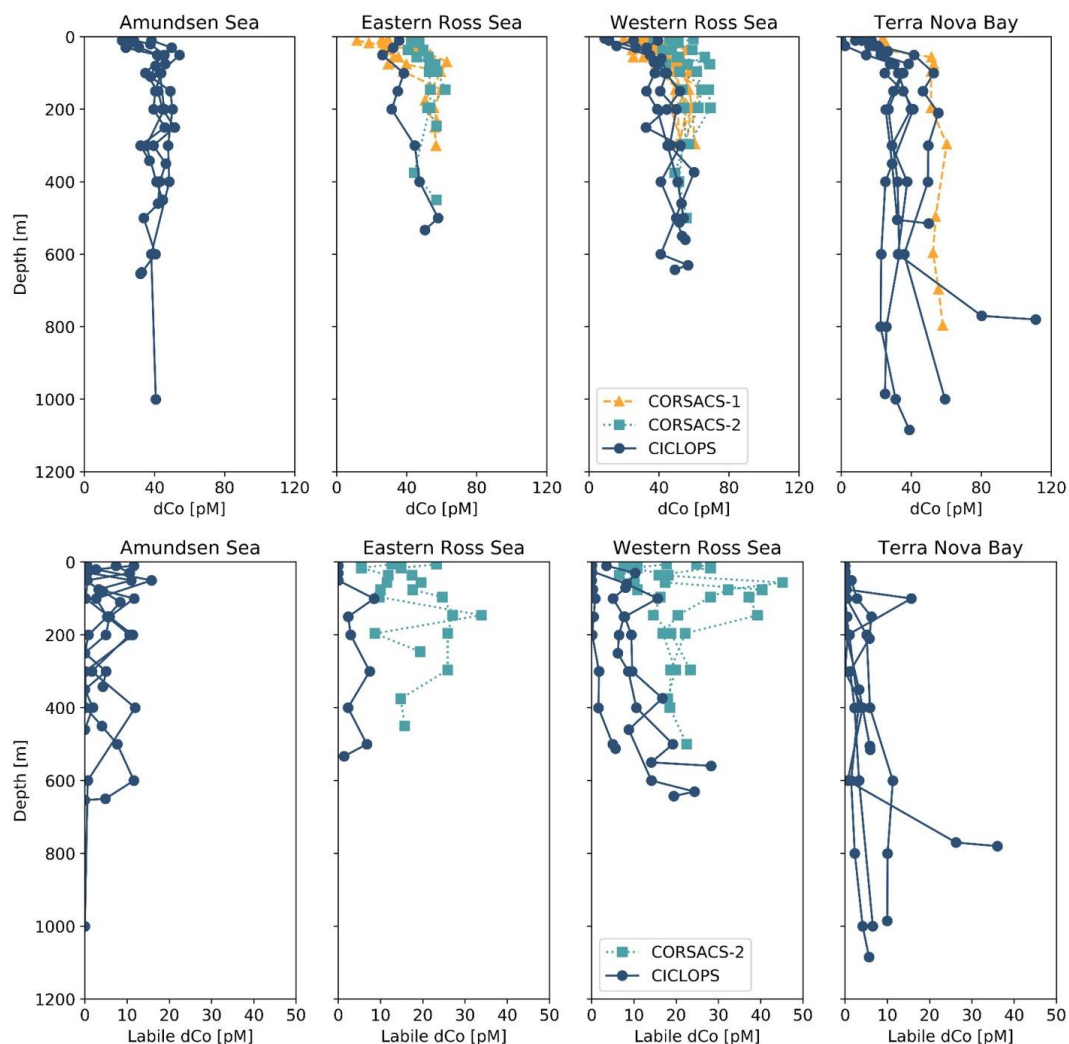 Amundsen Sea Eastern Ross Sea Western Ross Sea Terra Nova Bay
0
200
400
600
800
1000
1200
Depth [m]
CORSACS-1
CORSACS-2
CICLOPS
0 40 80 120 0 40 80 120 0 40 80 120 0 40 80 120
dCo [pM] dCo [pM] dCo [pM] dCo [pM]
Amundsen Sea Eastern Ross Sea Western Ross Sea Terra Nova Bay
0
200
400
600
800
1000
1200
Depth [m]
CORSACS-2
CICLOPS
0 10 20 30 40 50 0 10 20 30 40 50 0 10 20 30 40 50 0 10 20 30 40 50
Labile dCo [pM] Labile dCo [pM] Labile dCo [pM] Labile dCo [pM]